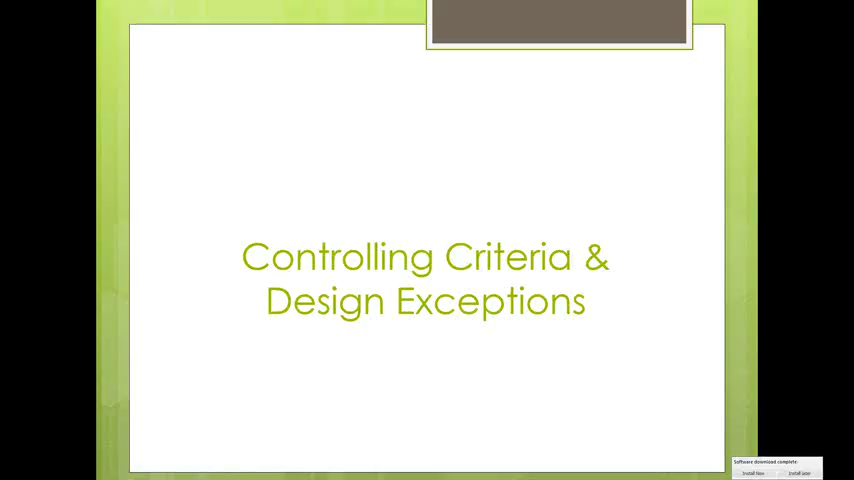 Controlling Criteria &
Design Exceptions
Software download complete.
Install Now Install later